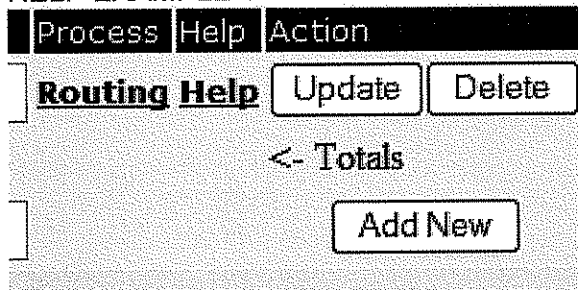 Process Help Action
Routing Help Update Delete
<- Totals
Add New